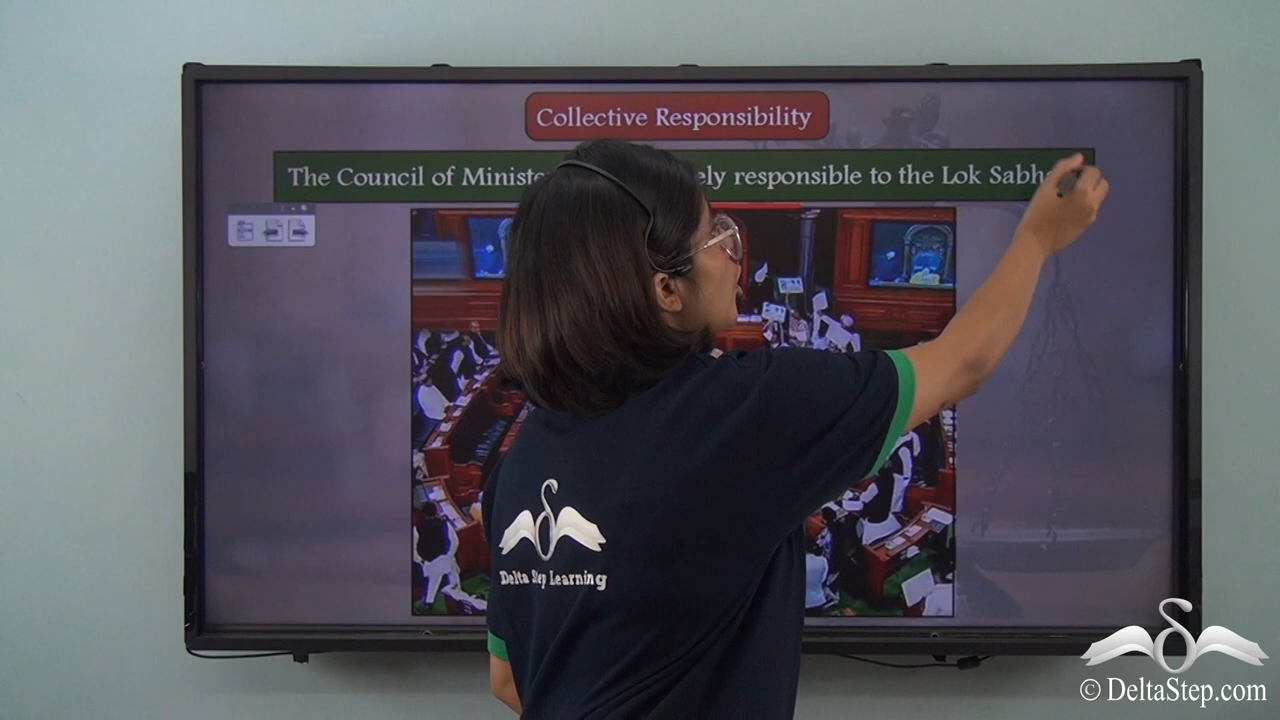 Collective Responsibility
The Council of Ministe ely responsible to the Lok Sabh
Delta Step Learning
© DeltaStep.com